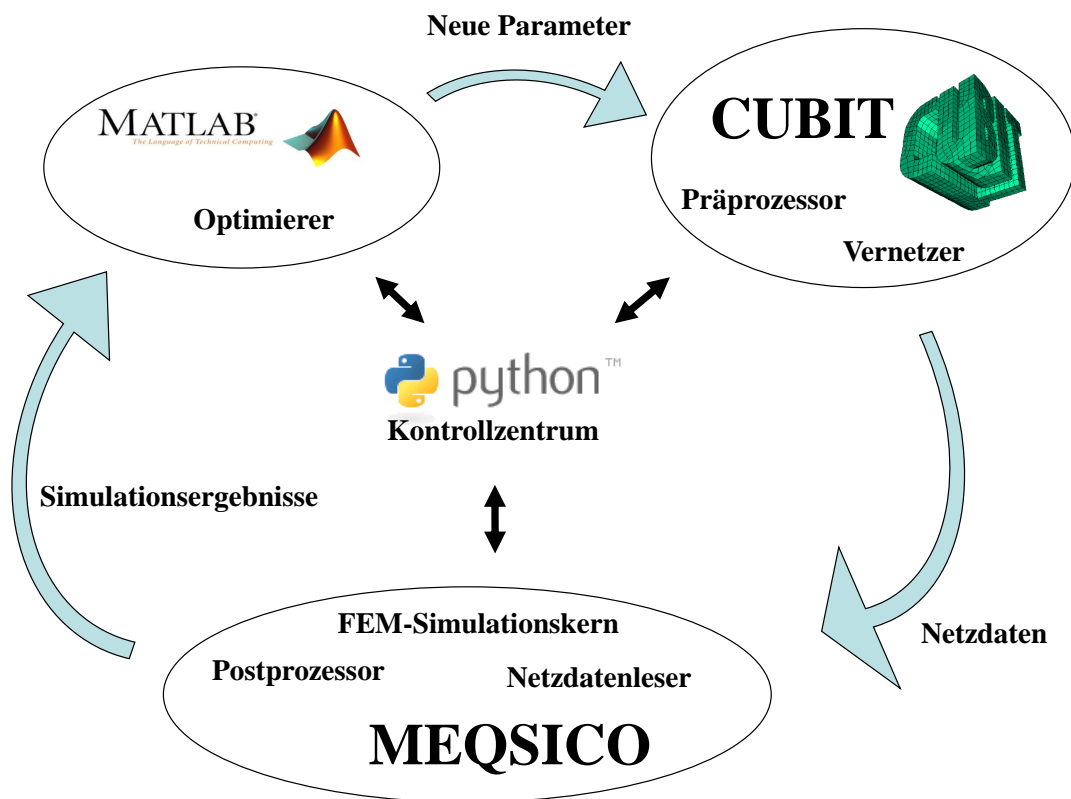 Neue Parameter
MATLAB®
The Language of Technical Computing
Optimierer
CUBIT
Präprozessor
Vernetzer
python™
Kontrollzentrum
Simulationsergebnisse
Netzdaten
FEM-Simulationskern
Postprozessor
Netzdatenleser
MEQSICO